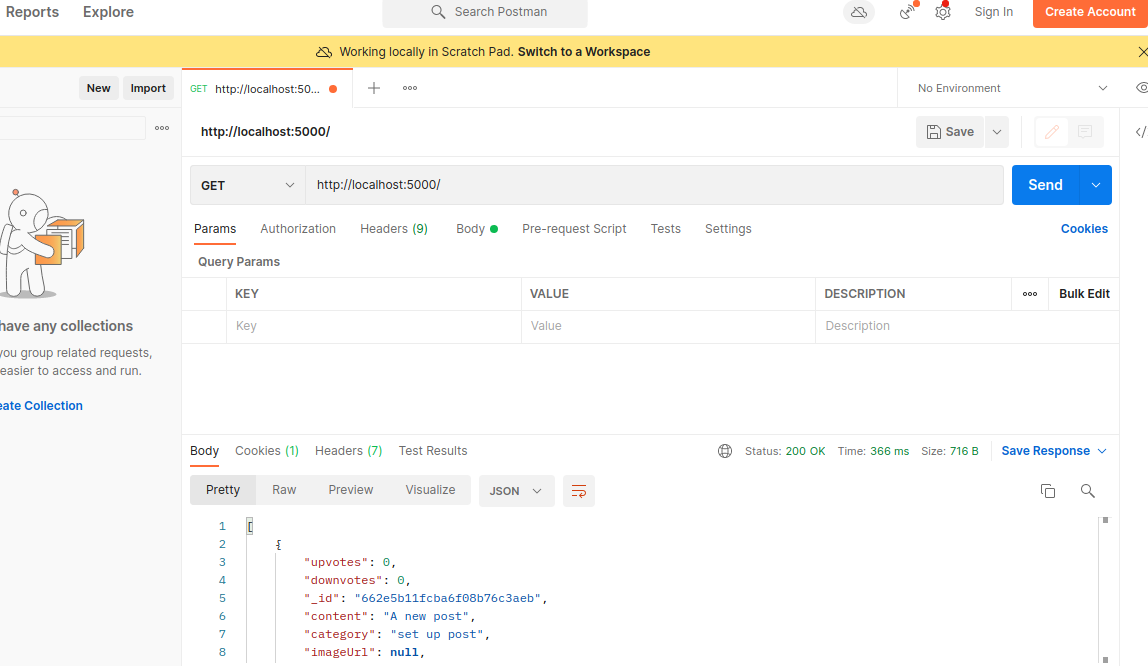 Reports Explore Search Postman Sign In Create Account
Working locally in Scratch Pad. Switch to a Workspace
New Import GET http://localhost:50... No Environment
http://localhost:5000/ Save
GET http://localhost:5000/ Send
Params Authorization Headers (9) Body Pre-request Script Tests Settings Cookies
Query Params
KEY VALUE DESCRIPTION Bulk Edit
Key Value Description
have any collections
you group related requests,
easier to access and run.
eate Collection
Body Cookies (1) Headers (7) Test Results Status: 200 OK Time: 366 ms Size: 716 B Save Response
Pretty Raw Preview Visualize JSON
1 [
2 {
3 "upvotes": 0,
4 "downvotes": 0,
5 "_id": "662e5b11fcba6f08b76c3aeb",
6 "content": "A new post",
7 "category": "set up post",
8 "imageUrl": null,